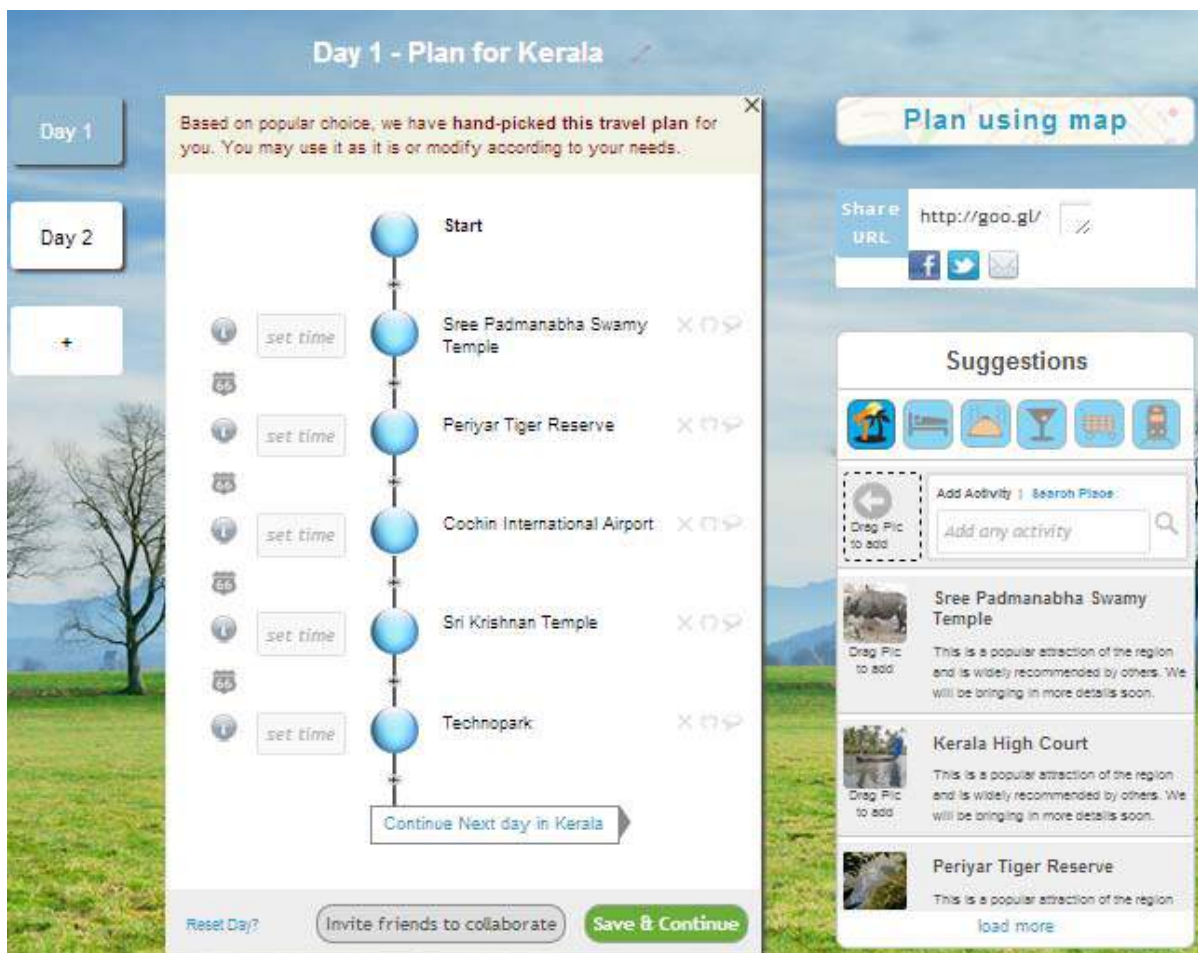 Day 1 - Plan for Kerala
Day 1
Day 2
+
Based on popular choice, we have hand-picked this travel plan for
you. You may use it as it is or modify according to your needs.
Start
set time
Sree Padmanabha Swamy
Temple
66
set time
Periyar Tiger Reserve
66
set time
Cochin International Airport
66
set time
Sri Krishnan Temple
66
set time
Technopark
Continue Next day in Kerala
Reset Day?
Invite friends to collaborate
Save & Continue
Plan using map
Share
URL
http://goo.gl/
f
Suggestions
Drag Pic
to add
Add Activity | Search Place
Add any activity
Sree Padmanabha Swamy
Temple
Drag Pic
to add
This is a popular attraction of the region
and is widely recommended by others. We
will be bringing in more details soon.
Kerala High Court
Drag Pic
to add
This is a popular attraction of the region
and is widely recommended by others. We
will be bringing in more details soon.
Periyar Tiger Reserve
This is a popular attraction of the region
load more